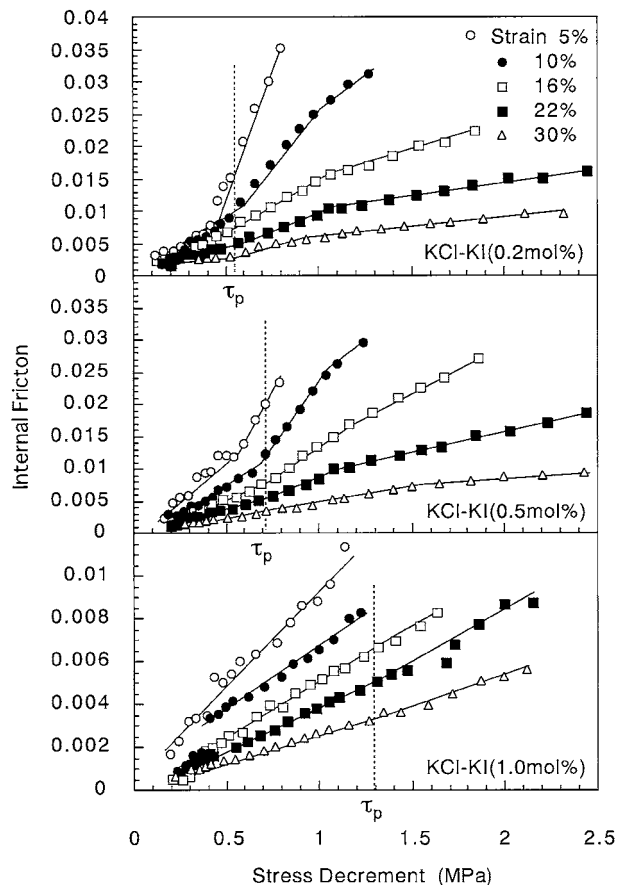 0.04
0.035
0.03
0.025
0.02
0.015
0.01
0.005
0
○ Strain 5%
● 10%
□ 16%
■ 22%
△ 30%
KCl-KI(0.2mol%)
τp
0.03
0.025
0.02
0.015
0.01
0.005
0
KCl-KI(0.5mol%)
τp
Internal Fricton
0.01
0.008
0.006
0.004
0.002
0
KCl-KI(1.0mol%)
τp
0 0.5 1 1.5 2 2.5
Stress Decrement (MPa)